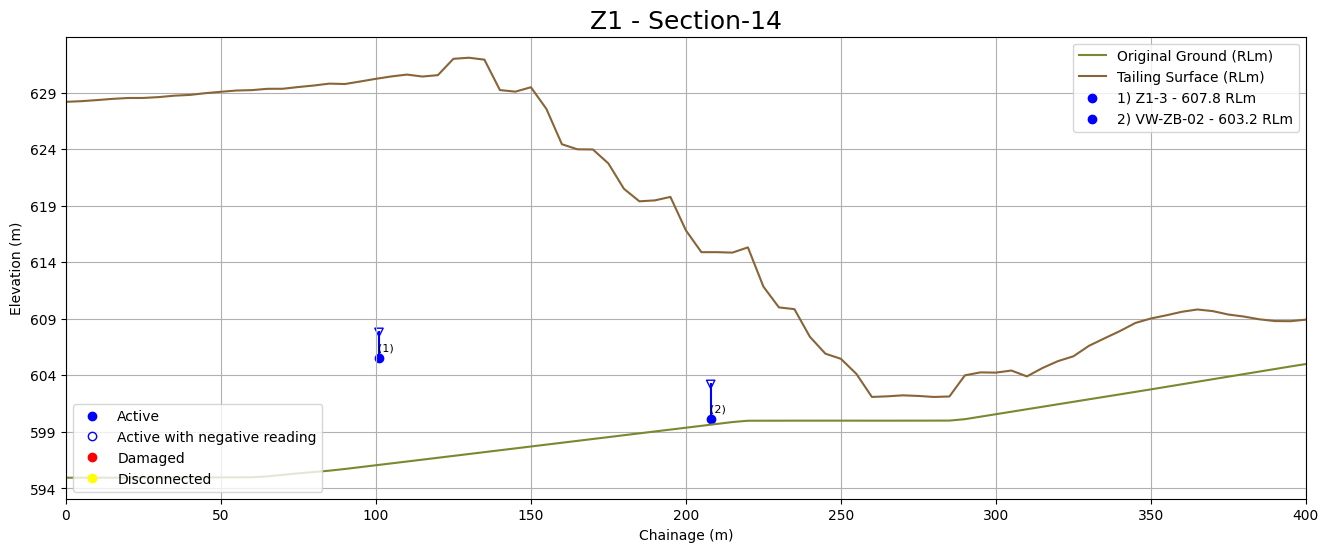 Z1 - Section-14
Original Ground (RLm)
Tailing Surface (RLm)
1) Z1-3 - 607.8 RLm
2) VW-ZB-02 - 603.2 RLm
629
624
619
614
609
604
599
594
Elevation (m)
(1)
(2)
Active
Active with negative reading
Damaged
Disconnected
0 50 100 150 200 250 300 350 400
Chainage (m)